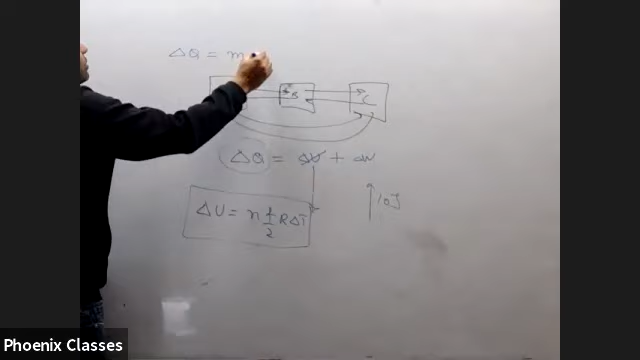 ΔQ = m
B
C
ΔQ = ΔU + ΔW
ΔU = n f/2 RΔT
10J
Phoenix Classes